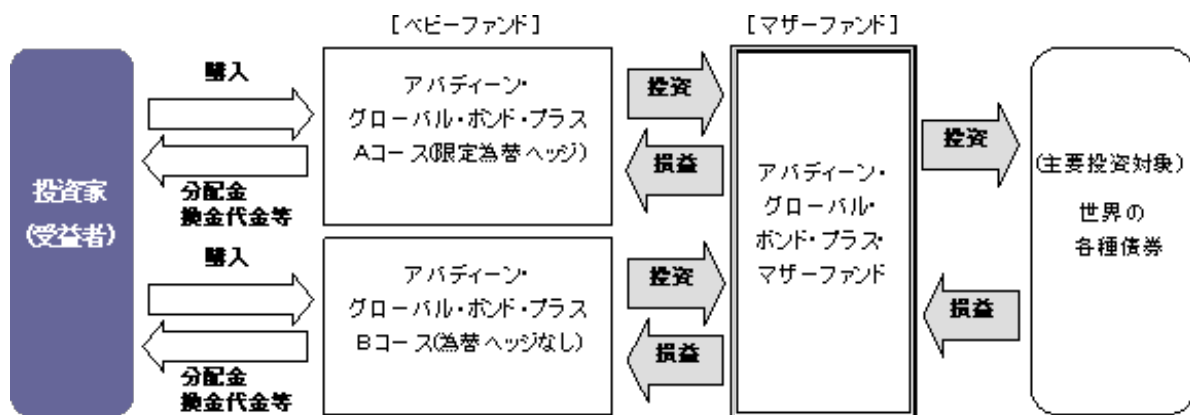 [ベビーファンド]
[マザーファンド]
投資家
(受益者)
購入
分配金
換金代金等
購入
分配金
換金代金等
アバディーン・
グローバル・ボンド・プラス
Aコース(限定為替ヘッジ)
アバディーン・
グローバル・ボンド・プラス
Bコース(為替ヘッジなし)
投資
損益
投資
損益
アバディーン・
グローバル・
ボンド・プラス・
マザーファンド
投資
損益
(主要投資対象)
世界の
各種債券